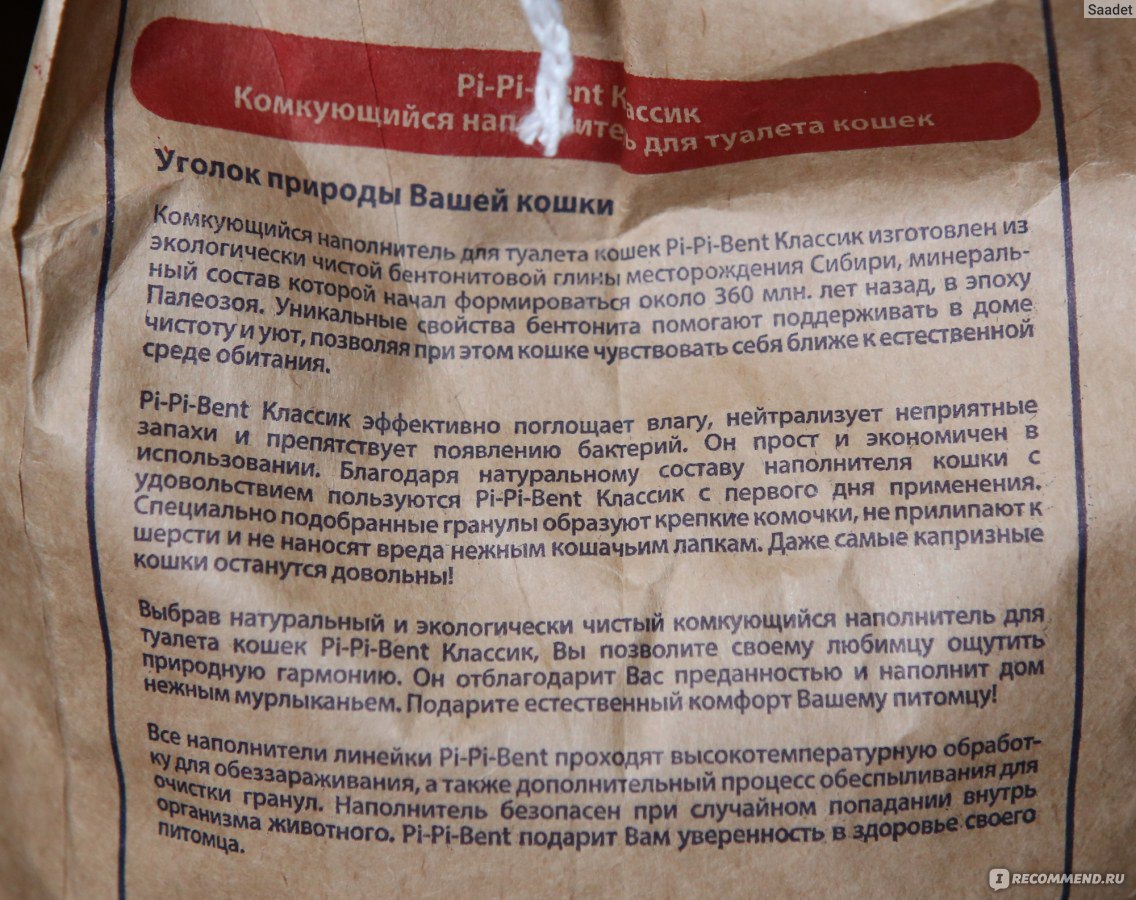 Saadet
Pi-Pi-Bent Классик
Комкующийся наполнитель для туалета кошек
Уголок природы Вашей кошки
Комкующийся наполнитель для туалета кошек Pi-Pi-Bent Классик изготовлен из
экологически чистой бентонитовой глины месторождения Сибири, минераль-
ный состав которой начал формироваться около 360 млн. лет назад, в эпоху
Палеозоя. Уникальные свойства бентонита помогают поддерживать в доме
чистоту и уют, позволяя при этом кошке чувствовать себя ближе к естественной
среде обитания.
Pi-Pi-Bent Классик эффективно поглощает влагу, нейтрализует неприятные
запахи и препятствует появлению бактерий. Он прост и экономичен в
использовании. Благодаря натуральному составу наполнителя кошки с
удовольствием пользуются Pi-Pi-Bent Классик с первого дня применения.
Специально подобранные гранулы образуют крепкие комочки, не прилипают к
шерсти и не наносят вреда нежным кошачьим лапкам. Даже самые капризные
кошки останутся довольны!
Выбрав натуральный и экологически чистый комкующийся наполнитель для
туалета кошек Pi-Pi-Bent Классик, Вы позволите своему любимцу ощутить
природную гармонию. Он отблагодарит Вас преданностью и наполнит дом
нежным мурлыканьем. Подарите естественный комфорт Вашему питомцу!
Все наполнители линейки Pi-Pi-Bent проходят высокотемпературную обработ-
ку для обеззараживания, а также дополнительный процесс обеспыливания для
очистки гранул. Наполнитель безопасен при случайном попадании внутрь
организма животного. Pi-Pi-Bent подарит Вам уверенность в здоровье своего
питомца.
IRECOMMEND.RU